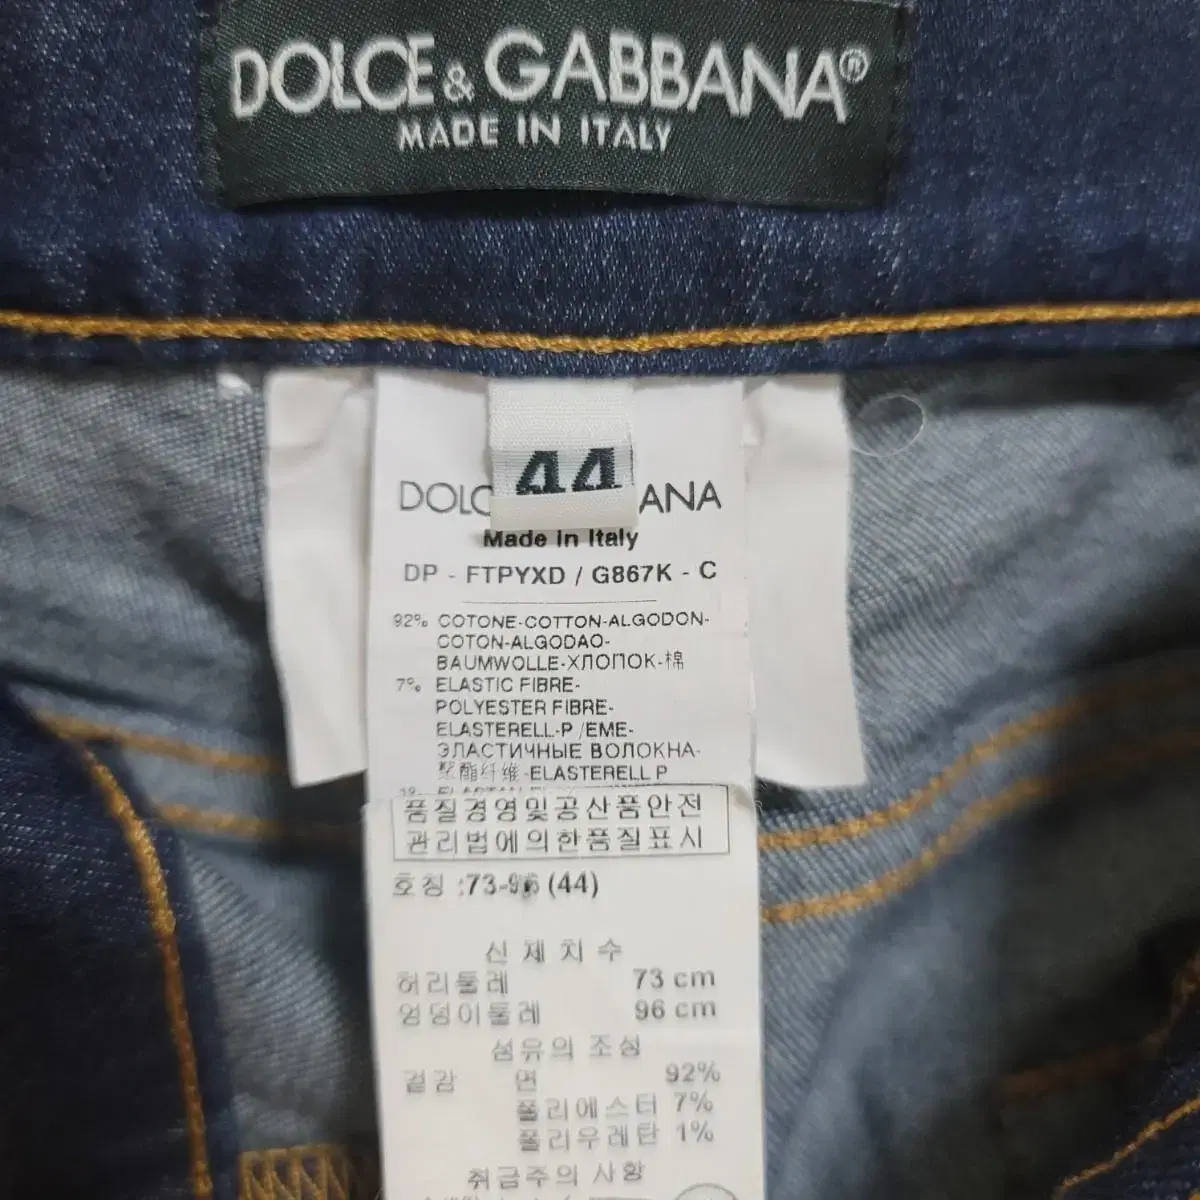 DOLCE & GABBANA®
MADE IN ITALY
44
Made in Italy
DP - FTPYXD / G867K - C
92% COTONE-COTTON-ALGODON-
COTON-ALGODAO-
BAUMWOLLE-ХЛОПОК-棉
7% ELASTIC FIBRE-
POLYESTER FIBRE-
ELASTERELL-P /EME-
ЭЛАСТИЧНЫЕ ВОЛОКНА-
聚酯纤维-ELASTERELL P
품질경영및공산품안전
관리법에의한품질표시
호칭 :73-96 (44)
신체치수
허리둘레 73 cm
엉덩이둘레 96 cm
섬유의 조성
겉감 면 92%
폴리에스터 7%
폴리우레탄 1%
취급주의 사항